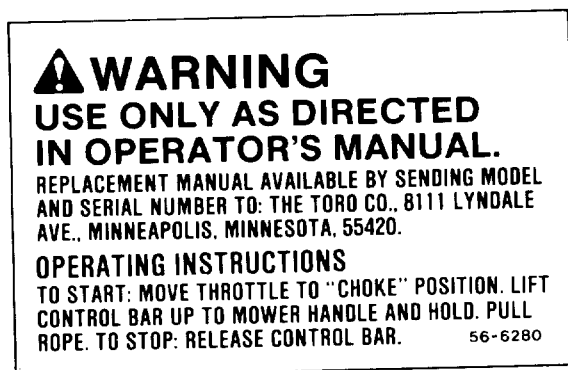 WARNING
USE ONLY AS DIRECTED
IN OPERATOR'S MANUAL.
REPLACEMENT MANUAL AVAILABLE BY SENDING MODEL
AND SERIAL NUMBER TO: THE TORO CO., 8111 LYNDALE
AVE., MINNEAPOLIS, MINNESOTA, 55420.
OPERATING INSTRUCTIONS
TO START: MOVE THROTTLE TO "CHOKE" POSITION. LIFT
CONTROL BAR UP TO MOWER HANDLE AND HOLD. PULL
ROPE. TO STOP: RELEASE CONTROL BAR. 56-6280